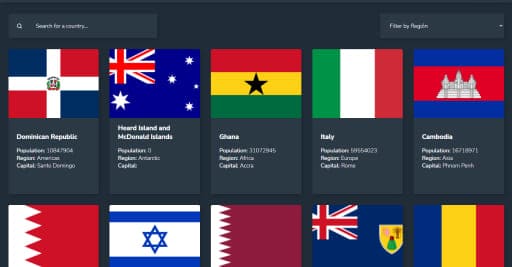 Search for a country...
Filter by Región
Dominican Republic
Population: 10847904
Region: Americas
Capital: Santo Domingo
Heard Island and
McDonald Islands
Population: 0
Region: Antarctic
Capital:
Ghana
Population: 31072945
Region: Africa
Capital: Accra
Italy
Population: 59554023
Region: Europe
Capital: Rome
Cambodia
Population: 16718971
Region: Asia
Capital: Phnom Penh